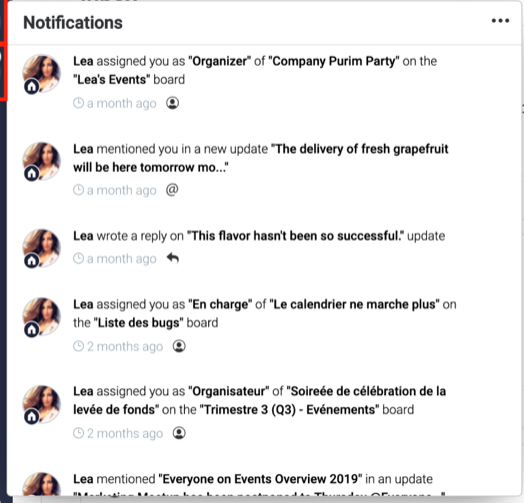 Notifications
Lea assigned you as "Organizer" of "Company Purim Party" on the
"Lea's Events" board
a month ago
Lea mentioned you in a new update "The delivery of fresh grapefruit
will be here tomorrow mo..."
a month ago @
Lea wrote a reply on "This flavor hasn't been so successful." update
a month ago
Lea assigned you as "En charge" of "Le calendrier ne marche plus" on
the "Liste des bugs" board
2 months ago
Lea assigned you as "Organisateur" of "Soireée de célébration de la
levée de fonds" on the "Trimestre 3 (Q3) - Evénements" board
2 months ago
Lea mentioned "Everyone on Events Overview 2019" in an update